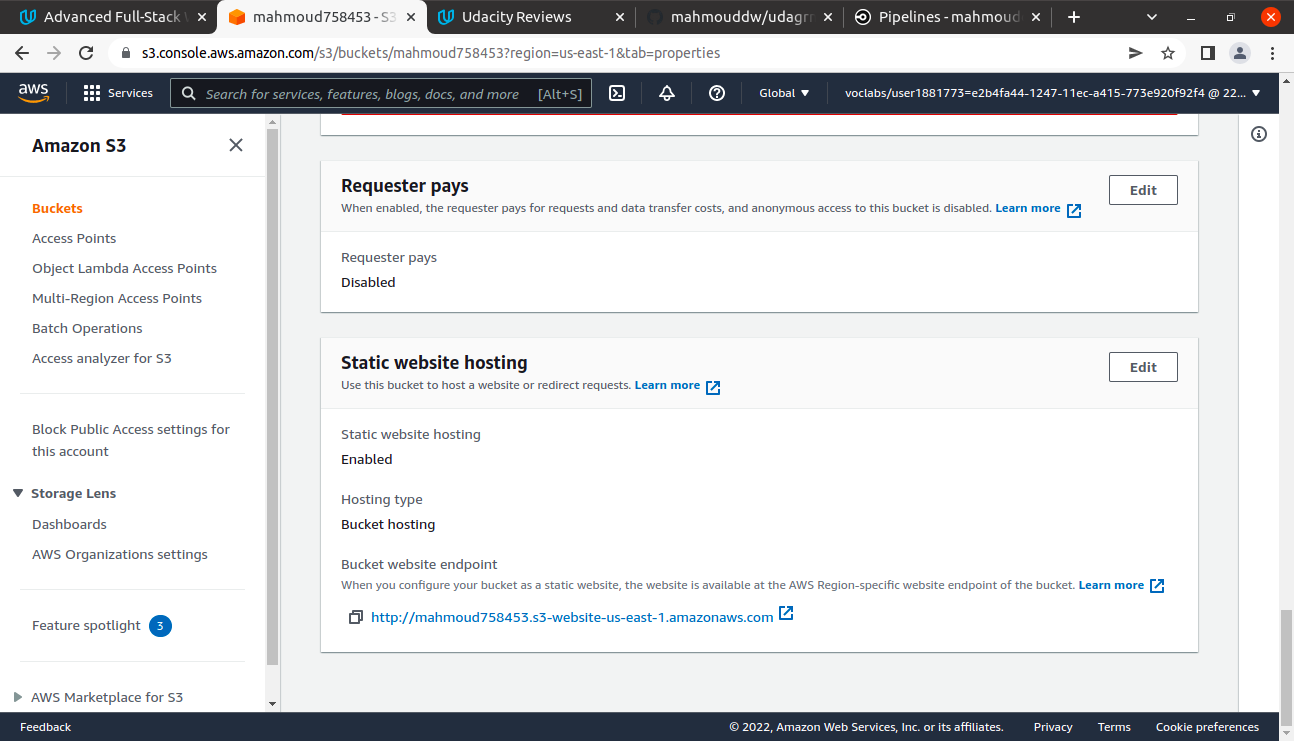 Advanced Full-Stack
mahmoud758453 - S3
Udacity Reviews
mahmouddw/udagr
Pipelines - mahmoud
s3.console.aws.amazon.com/s3/buckets/mahmoud758453?region=us-east-1&tab=properties
aws
Services
Search for services, features, blogs, docs, and more
[Alt+S]
Global
voclabs/user1881773=e2b4fa44-1247-11ec-a415-773e920f92f4 @ 22...
Amazon S3
Buckets
Access Points
Object Lambda Access Points
Multi-Region Access Points
Batch Operations
Access analyzer for S3
Block Public Access settings for
this account
Storage Lens
Dashboards
AWS Organizations settings
Feature spotlight 3
AWS Marketplace for S3
Requester pays
Edit
When enabled, the requester pays for requests and data transfer costs, and anonymous access to this bucket is disabled. Learn more
Requester pays
Disabled
Static website hosting
Edit
Use this bucket to host a website or redirect requests. Learn more
Static website hosting
Enabled
Hosting type
Bucket hosting
Bucket website endpoint
When you configure your bucket as a static website, the website is available at the AWS Region-specific website endpoint of the bucket. Learn more
http://mahmoud758453.s3-website-us-east-1.amazonaws.com
Feedback
© 2022, Amazon Web Services, Inc. or its affiliates.
Privacy
Terms
Cookie preferences